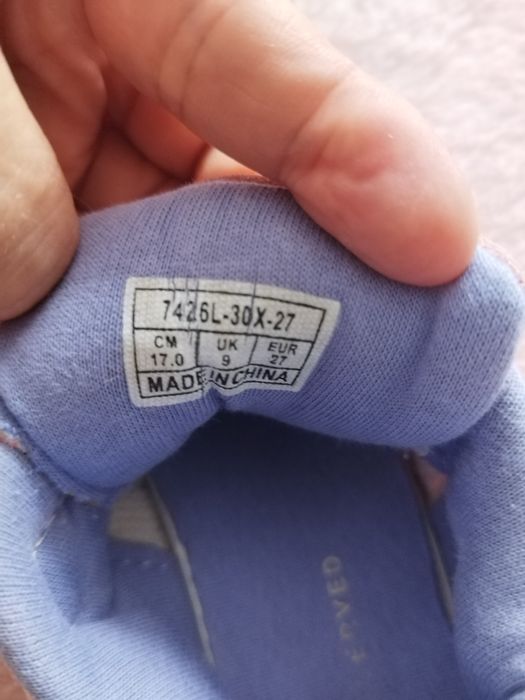 7426L-30X-27
CM UK EUR
17.0 9 27
MADE IN CHINA